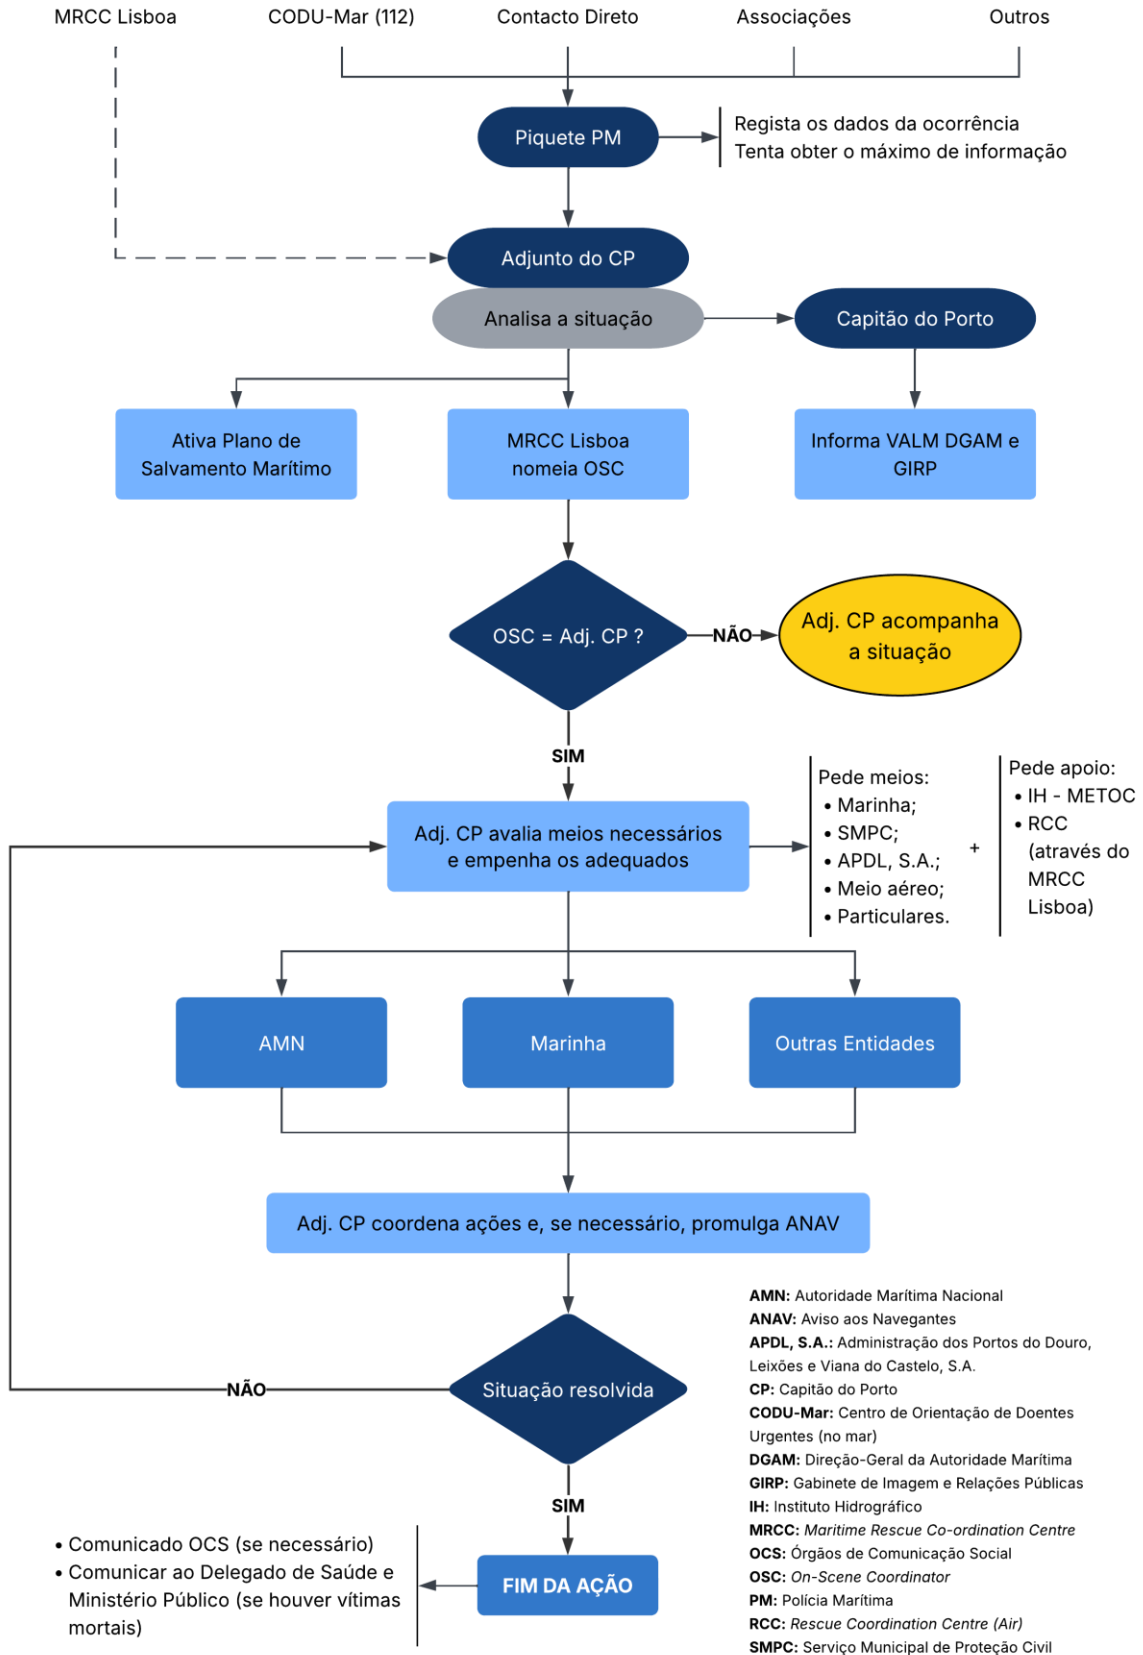 MRCC Lisboa
CODU-Mar (112)
Contacto Direto
Associações
Outros
Piquete PM
Regista os dados da ocorrência
Tenta obter o máximo de informação
Adjunto do CP
Analisa a situação
Capitão do Porto
Ativa Plano de
Salvamento Marítimo
MRCC Lisboa
nomeia OSC
Informa VALM DGAM e
GIRP
OSC = Adj. CP ?
NÃO
Adj. CP acompanha
a situação
SIM
Adj. CP avalia meios necessários
e empenha os adequados
Pede meios:
• Marinha;
• SMPC;
• APDL, S.A.;
• Meio aéreo;
• Particulares.
+
Pede apoio:
• IH - METOC
• RCC
(através do
MRCC
Lisboa)
AMN
Marinha
Outras Entidades
Adj. CP coordena ações e, se necessário, promulga ANAV
Situação resolvida
NÃO
SIM
FIM DA AÇÃO
• Comunicado OCS (se necessário)
• Comunicar ao Delegado de Saúde e
Ministério Público (se houver vítimas
mortais)
AMN: Autoridade Marítima Nacional
ANAV: Aviso aos Navegantes
APDL, S.A.: Administração dos Portos do Douro,
Leixões e Viana do Castelo, S.A.
CP: Capitão do Porto
CODU-Mar: Centro de Orientação de Doentes
Urgentes (no mar)
DGAM: Direção-Geral da Autoridade Marítima
GIRP: Gabinete de Imagem e Relações Públicas
IH: Instituto Hidrográfico
MRCC: Maritime Rescue Co-ordination Centre
OCS: Órgãos de Comunicação Social
OSC: On-Scene Coordinator
PM: Polícia Marítima
RCC: Rescue Coordination Centre (Air)
SMPC: Serviço Municipal de Proteção Civil